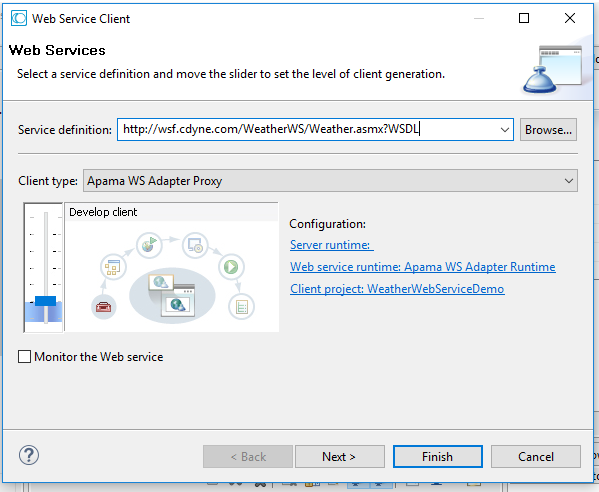 Web Service Client
Web Services
Select a service definition and move the slider to set the level of client generation.
Service definition: http://wsf.cdyne.com/WeatherWS/Weather.asmx?WSDL Browse...
Client type: Apama WS Adapter Proxy
Develop client
Configuration:
Server runtime:
Web service runtime: Apama WS Adapter Runtime
Client project: WeatherWebServiceDemo
Monitor the Web service
? < Back Next > Finish Cancel